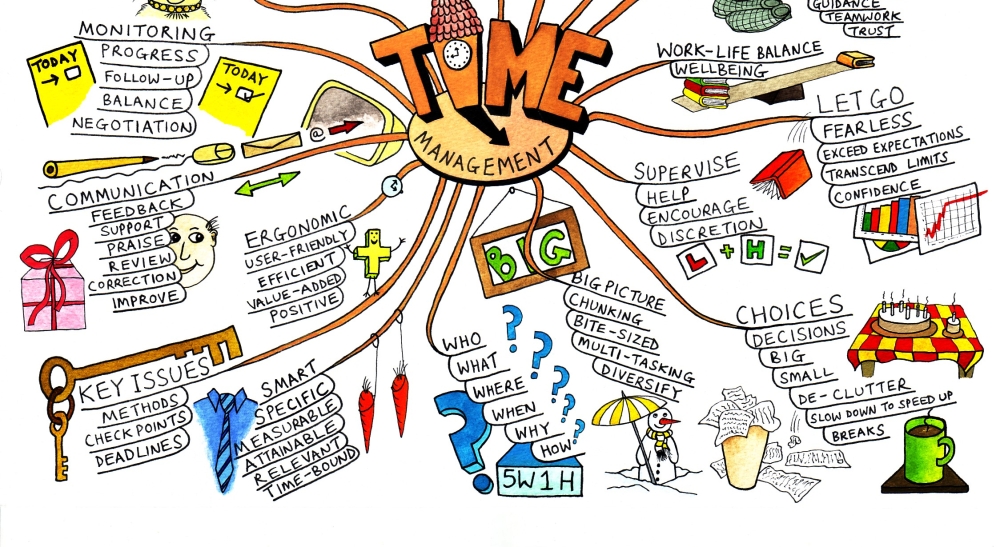 GUIDANCE
TEAMWORK
TRUST
TIME
MANAGEMENT
MONITORING
PROGRESS
FOLLOW-UP
BALANCE
NEGOTIATION
TODAY
TODAY
@
COMMUNICATION
FEEDBACK
SUPPORT
PRAISE
REVIEW
CORRECTION
IMPROVE
ERGONOMIC
USER-FRIENDLY
EFFICIENT
VALUE-ADDED
POSITIVE
KEY ISSUES
METHODS
CHECK POINTS
DEADLINES
SMART
SPECIFIC
MEASURABLE
ATTAINABLE
RELEVANT
TIME-BOUND
WHO
WHAT
WHERE
WHEN
WHY
HOW
5W1H
BIG
BIG PICTURE
CHUNKING
BITE-SIZED
MULTI-TASKING
DIVERSIFY
WORK-LIFE BALANCE
WELLBEING
LET GO
FEARLESS
EXCEED EXPECTATIONS
TRANSCEND LIMITS
CONFIDENCE
SUPERVISE
HELP
ENCOURAGE
DISCRETION
L + H =
CHOICES
DECISIONS
BIG
SMALL
DE-CLUTTER
SLOW DOWN TO SPEED UP
BREAKS